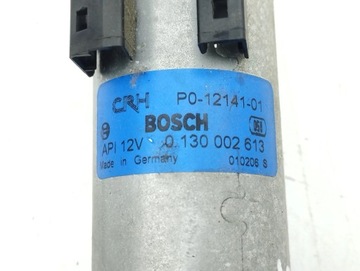 CRH P0-12141-01
BOSCH
API 12V 0 130 002 613
Made in Germany 010206 S